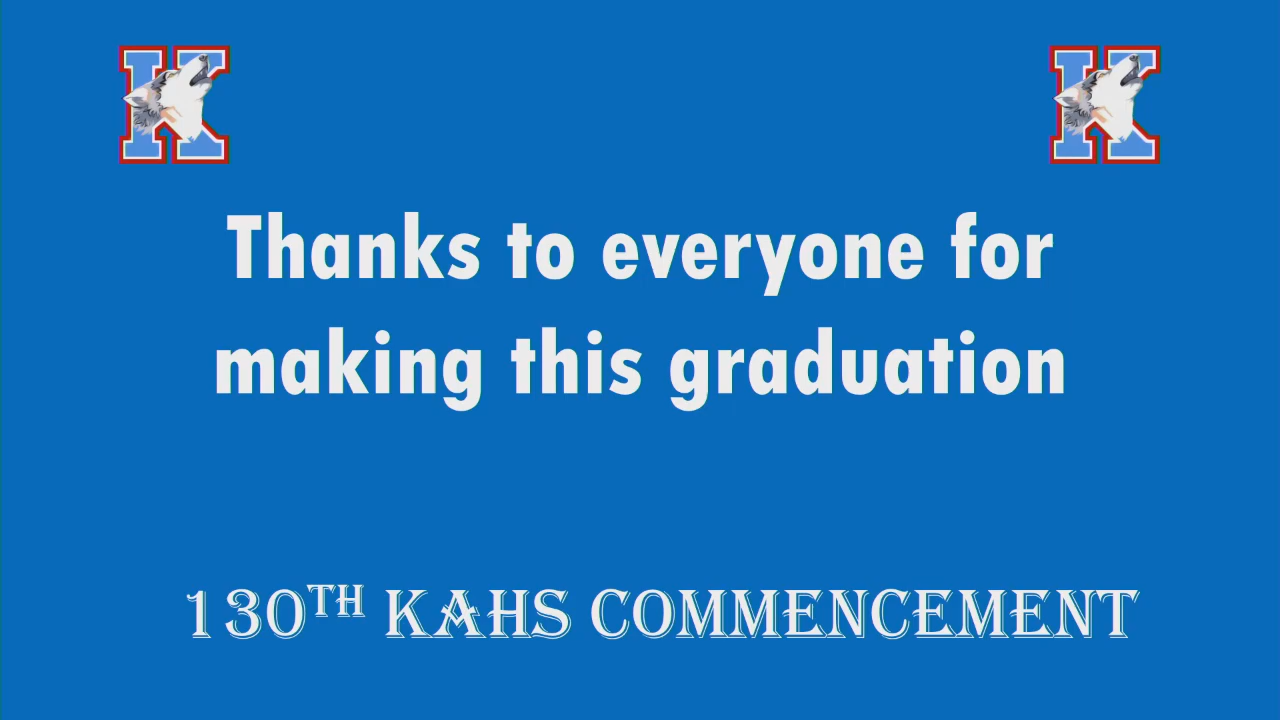 K K
Thanks to everyone for
making this graduation
130TH KAHS COMMENCEMENT